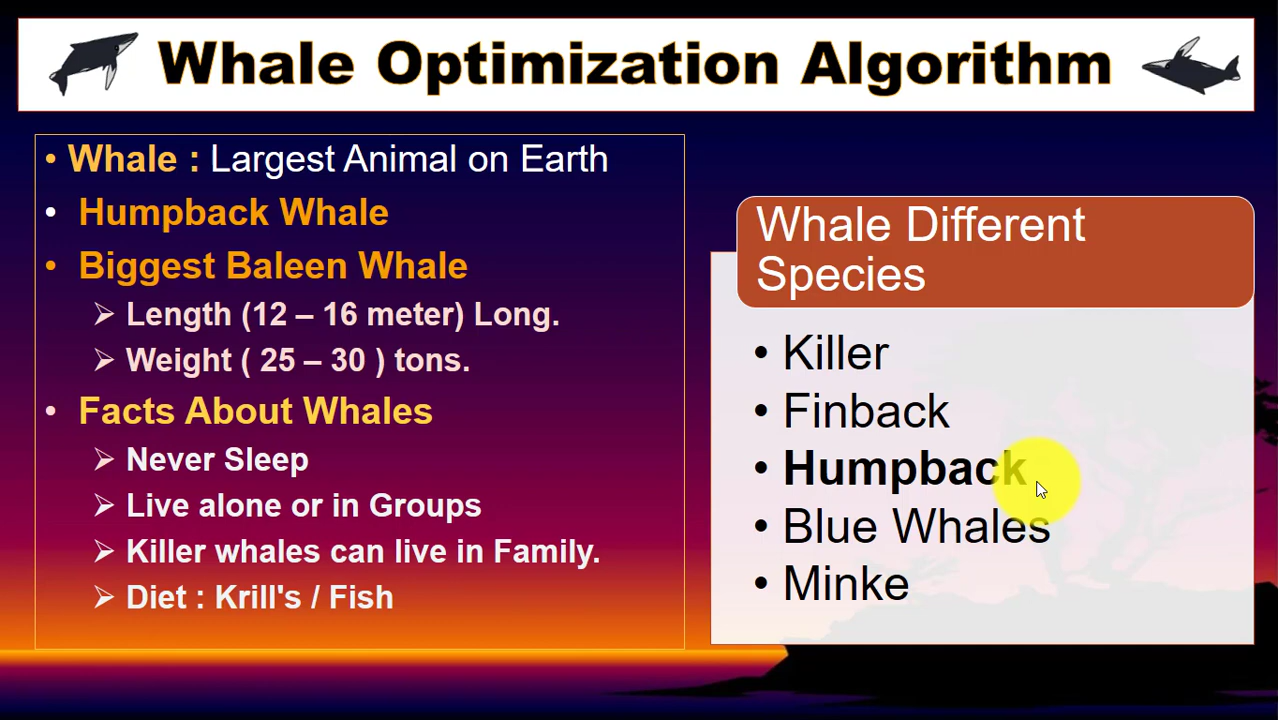 Whale Optimization Algorithm
• Whale : Largest Animal on Earth
• Humpback Whale
• Biggest Baleen Whale
➢ Length (12 – 16 meter) Long.
➢ Weight ( 25 – 30 ) tons.
• Facts About Whales
➢ Never Sleep
➢ Live alone or in Groups
➢ Killer whales can live in Family.
➢ Diet : Krill's / Fish
Whale Different
Species
• Killer
• Finback
• Humpback
• Blue Whales
• Minke